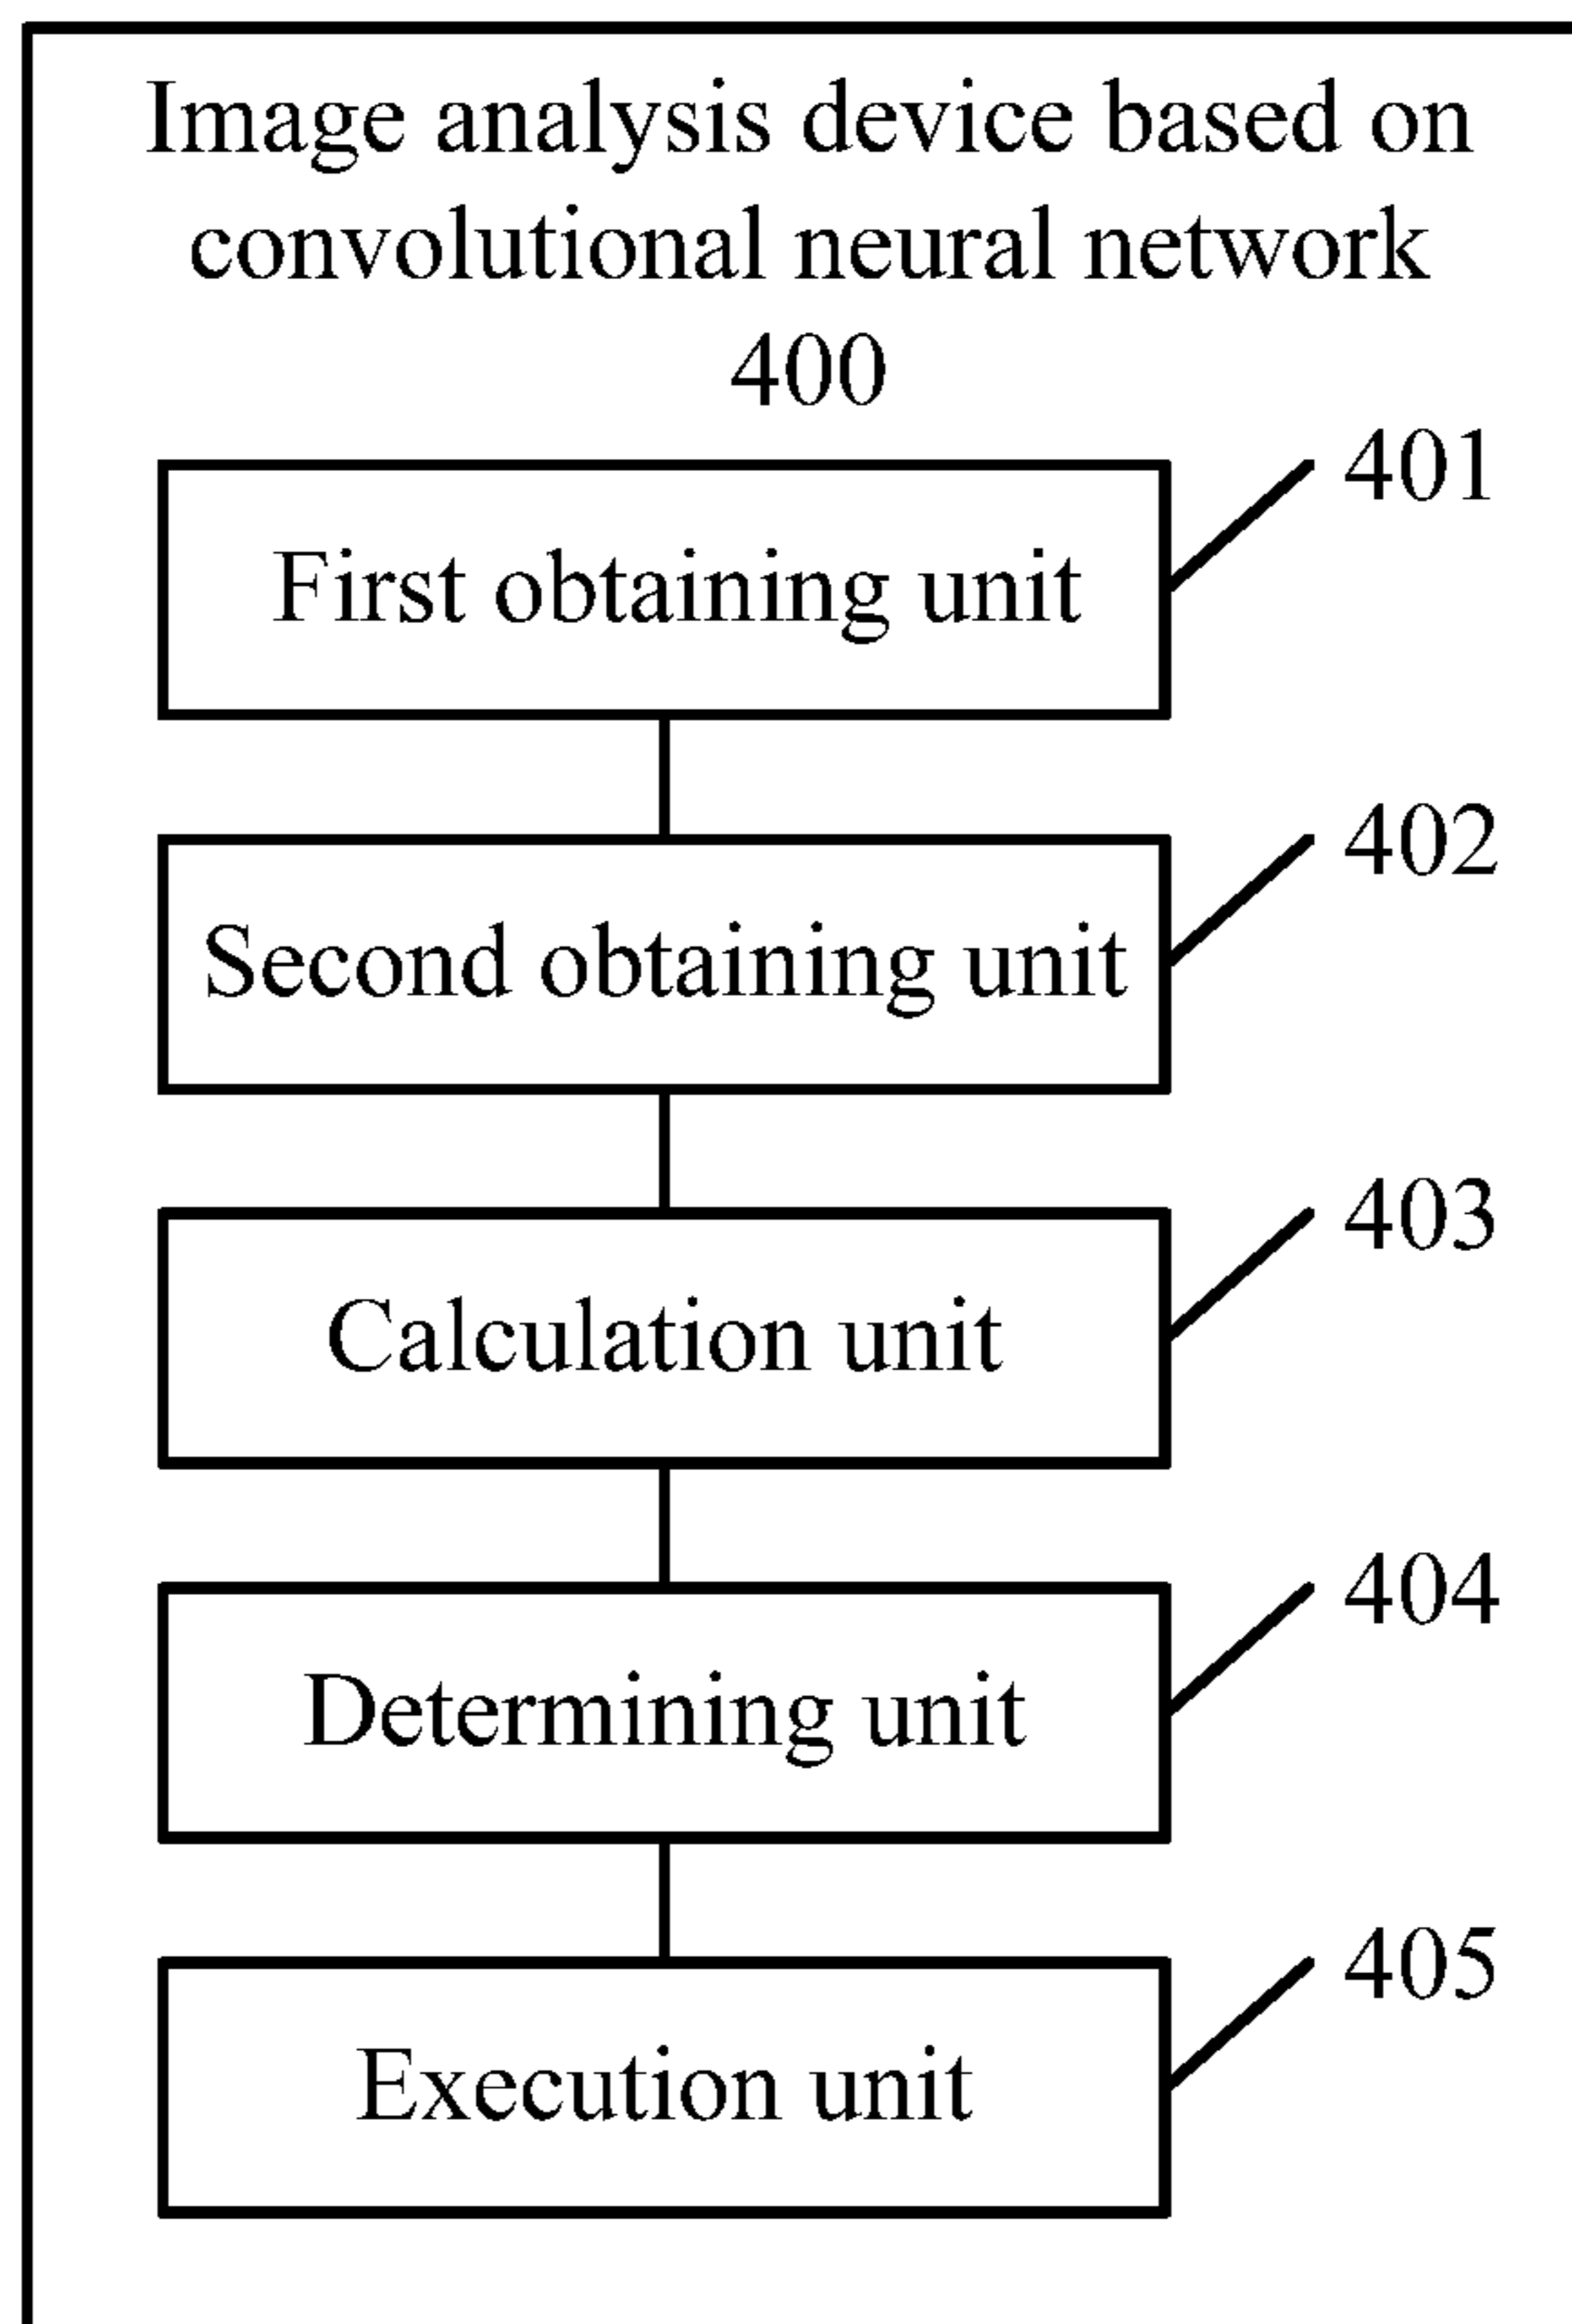 Image analysis device based on
convolutional neural network
400
401
First obtaining unit
402
Second obtaining unit
403
Calculation unit
404
Determining unit
405
Execution unit